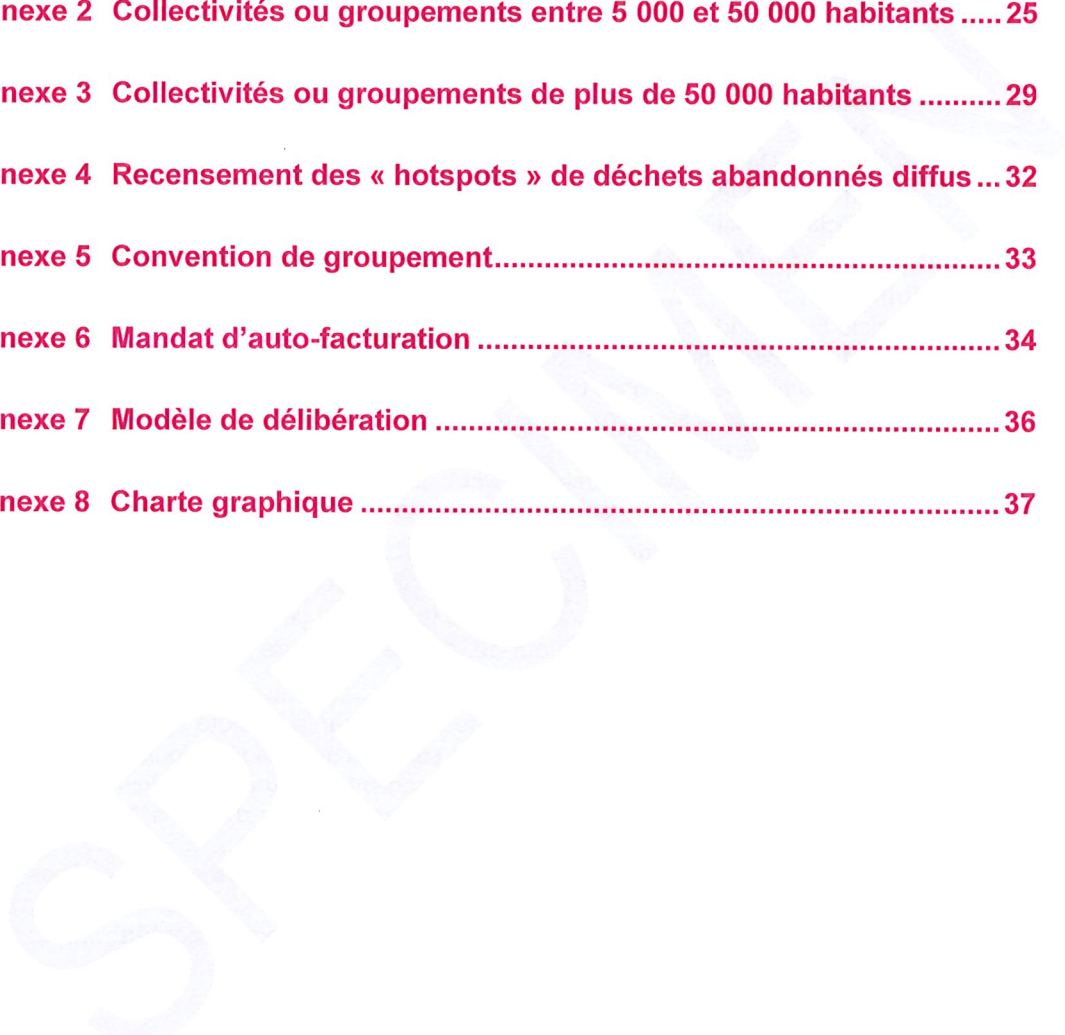 nexe 2 Collectivités ou groupements entre 5 000 et 50 000 habitants ..... 25
nexe 3 Collectivités ou groupements de plus de 50 000 habitants .......... 29
nexe 4 Recensement des « hotspots » de déchets abandonnés diffus ... 32
nexe 5 Convention de groupement............................................................. 33
nexe 6 Mandat d'auto-facturation ............................................................... 34
nexe 7 Modèle de délibération .................................................................... 36
nexe 8 Charte graphique ............................................................................. 37
SPECIMEN